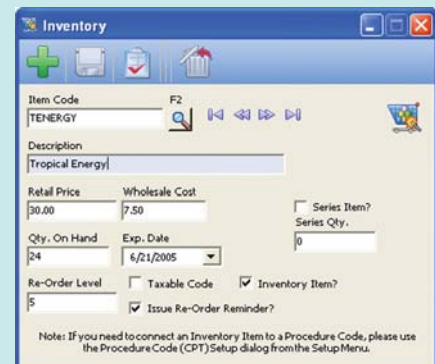 Inventory
Item Code F2
TENERGY
Description
Tropical Energy
Retail Price Wholesale Cost
30.00 7.50 Series Item?
Series Qty.
Qty. On Hand Exp. Date 0
24 6/21/2005
Re-Order Level Taxable Code Inventory Item?
5
Issue Re-Order Reminder?
Note: If you need to connect an Inventory Item to a Procedure Code, please use
the Procedure Code (CPT) Setup dialog from the Setup Menu.